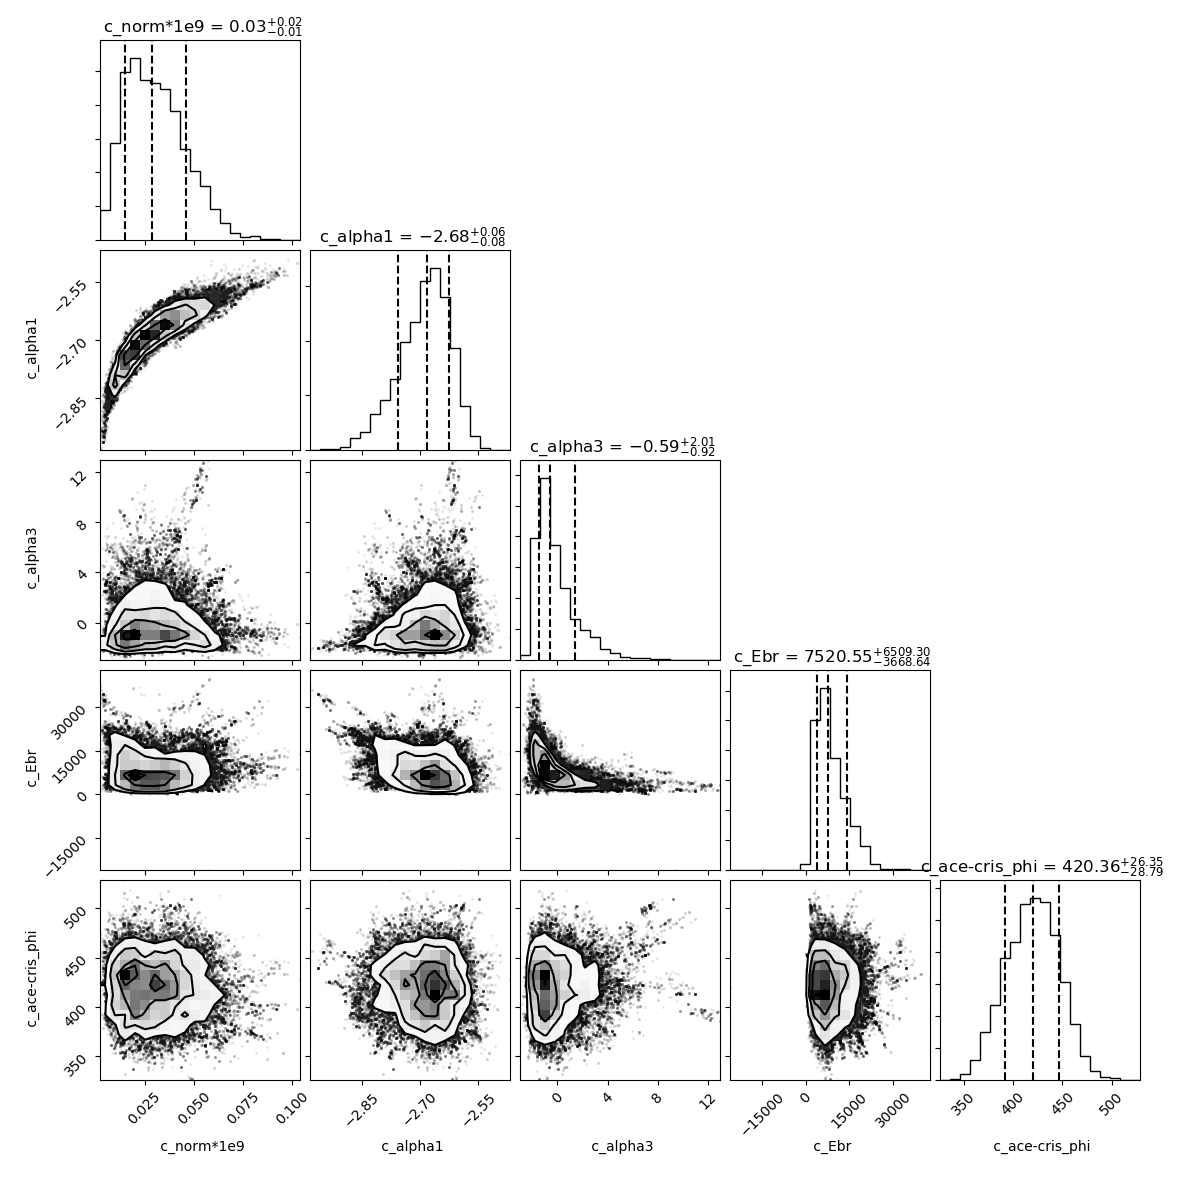 c_norm*1e9 = 0.03+0.02 −0.01
c_alpha1 = −2.68+0.06 −0.08
−2.55
−2.70
−2.85
c_alpha1
c_alpha3 = −0.59+2.01 −0.92
12
8
4
0
c_alpha3
c_Ebr = 7520.55+6509.30 −3668.64
30000
15000
0
−15000
c_Ebr
c_ace-cris_phi = 420.36+26.35 −28.79
500
450
400
350
c_ace-cris_phi
0.025 0.050 0.075 0.100
−2.85 −2.70 −2.55
0 4 8 12
−15000 0 15000 30000
350 400 450 500
c_norm*1e9 c_alpha1 c_alpha3 c_Ebr c_ace-cris_phi